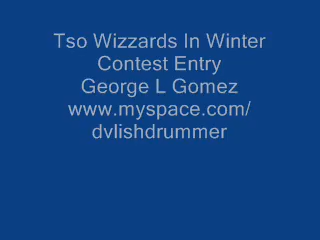 Tso Wizzards In Winter
Contest Entry
George L Gomez
www.myspace.com/
dvlishdrummer